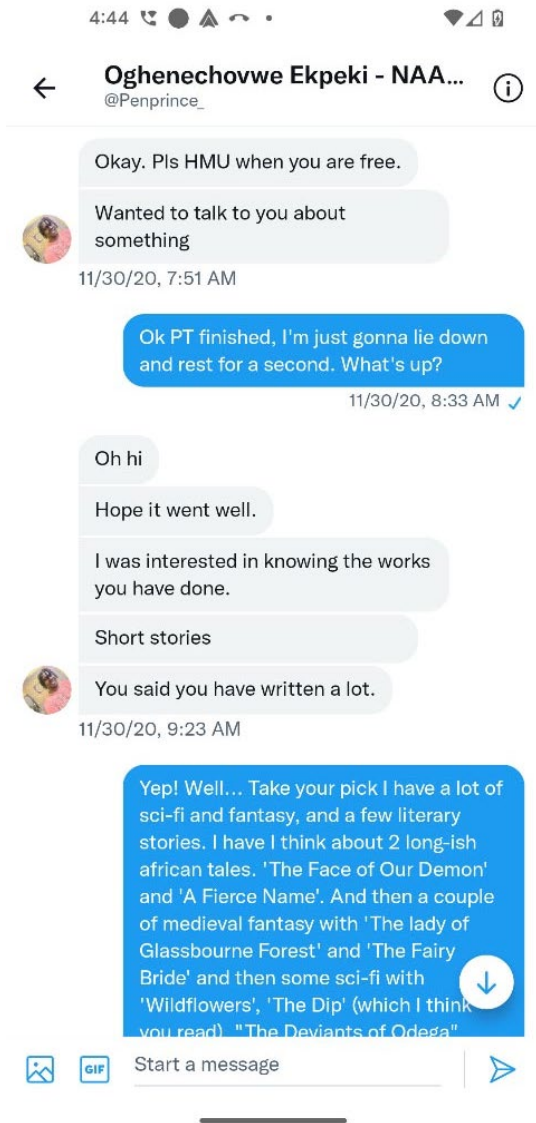 4:44
Oghenechovwe Ekpeki - NAA...
@Penprince_
Okay. Pls HMU when you are free.
Wanted to talk to you about
something
11/30/20, 7:51 AM
Ok PT finished, I'm just gonna lie down
and rest for a second. What's up?
11/30/20, 8:33 AM
Oh hi
Hope it went well.
I was interested in knowing the works
you have done.
Short stories
You said you have written a lot.
11/30/20, 9:23 AM
Yep! Well... Take your pick I have a lot of
sci-fi and fantasy, and a few literary
stories. I have I think about 2 long-ish
african tales. 'The Face of Our Demon'
and 'A Fierce Name'. And then a couple
of medieval fantasy with 'The lady of
Glassbourne Forest' and 'The Fairy
Bride' and then some sci-fi with
'Wildflowers', 'The Dip' (which I think
you read), "The Deviants of Odega"
GIF
Start a message